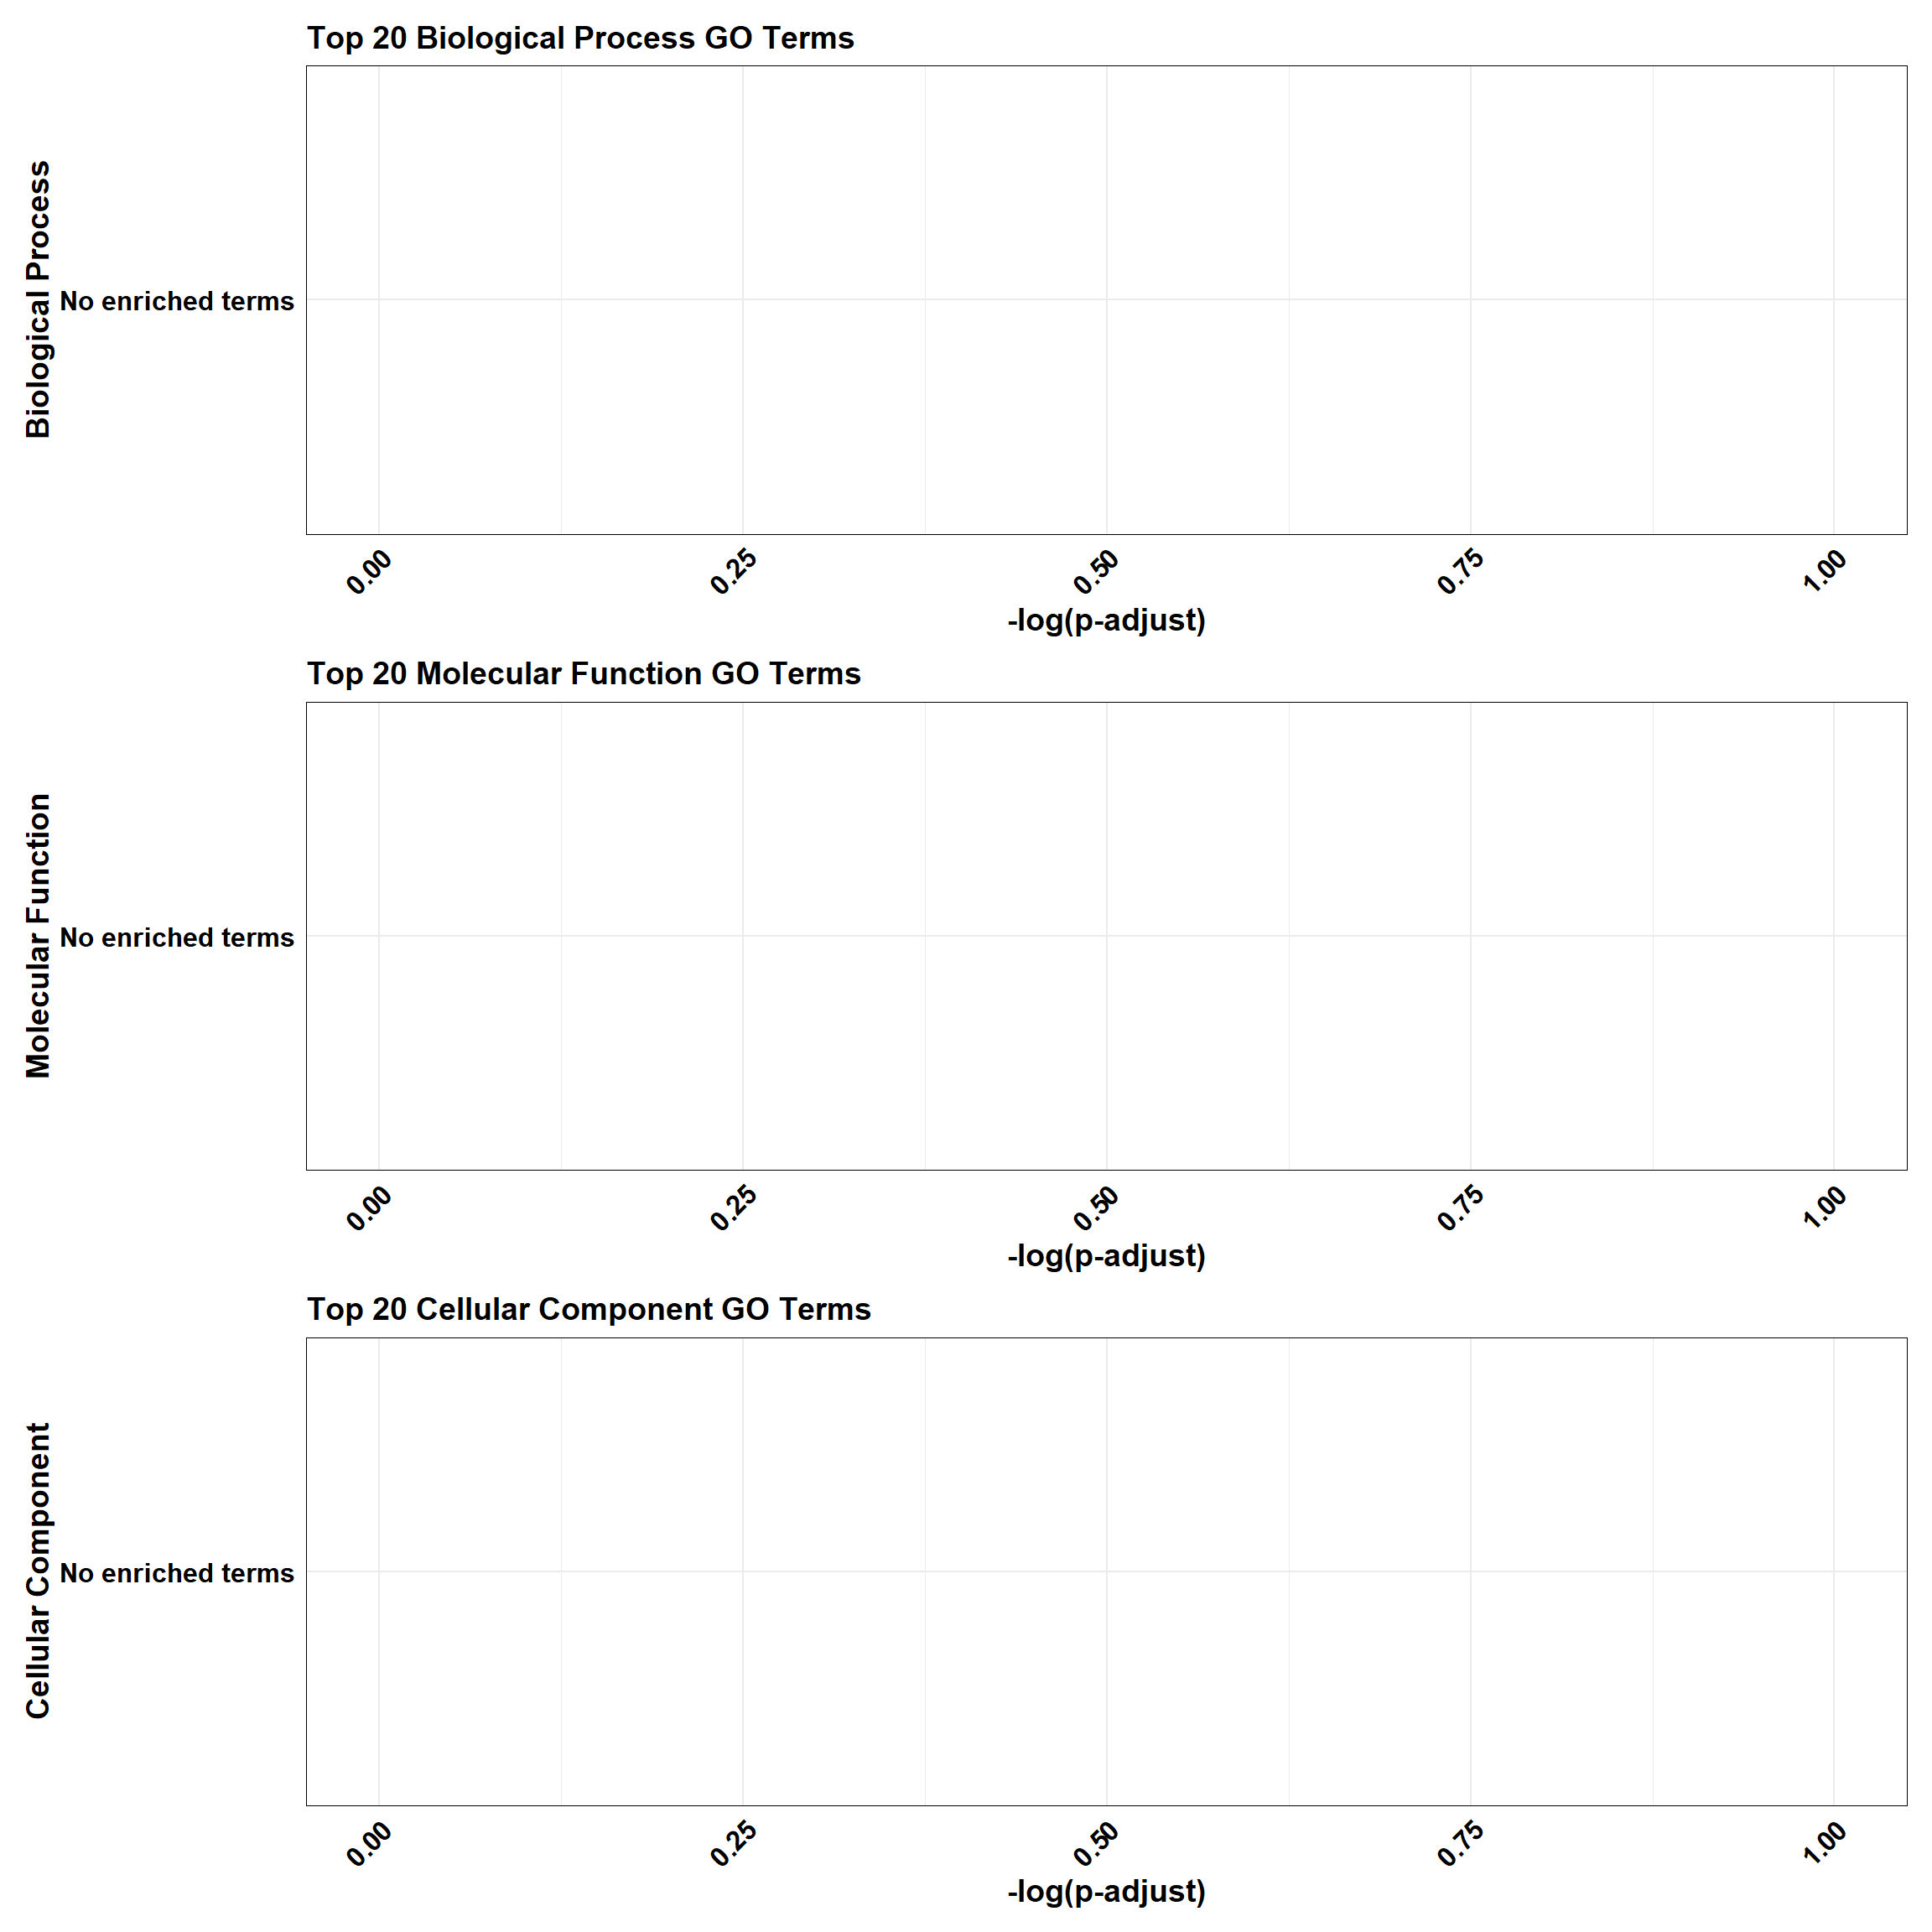 Top 20 Biological Process GO Terms
Biological Process
No enriched terms
0.00 0.25 0.50 0.75 1.00
-log(p-adjust)
Top 20 Molecular Function GO Terms
Molecular Function
No enriched terms
0.00 0.25 0.50 0.75 1.00
-log(p-adjust)
Top 20 Cellular Component GO Terms
Cellular Component
No enriched terms
0.00 0.25 0.50 0.75 1.00
-log(p-adjust)